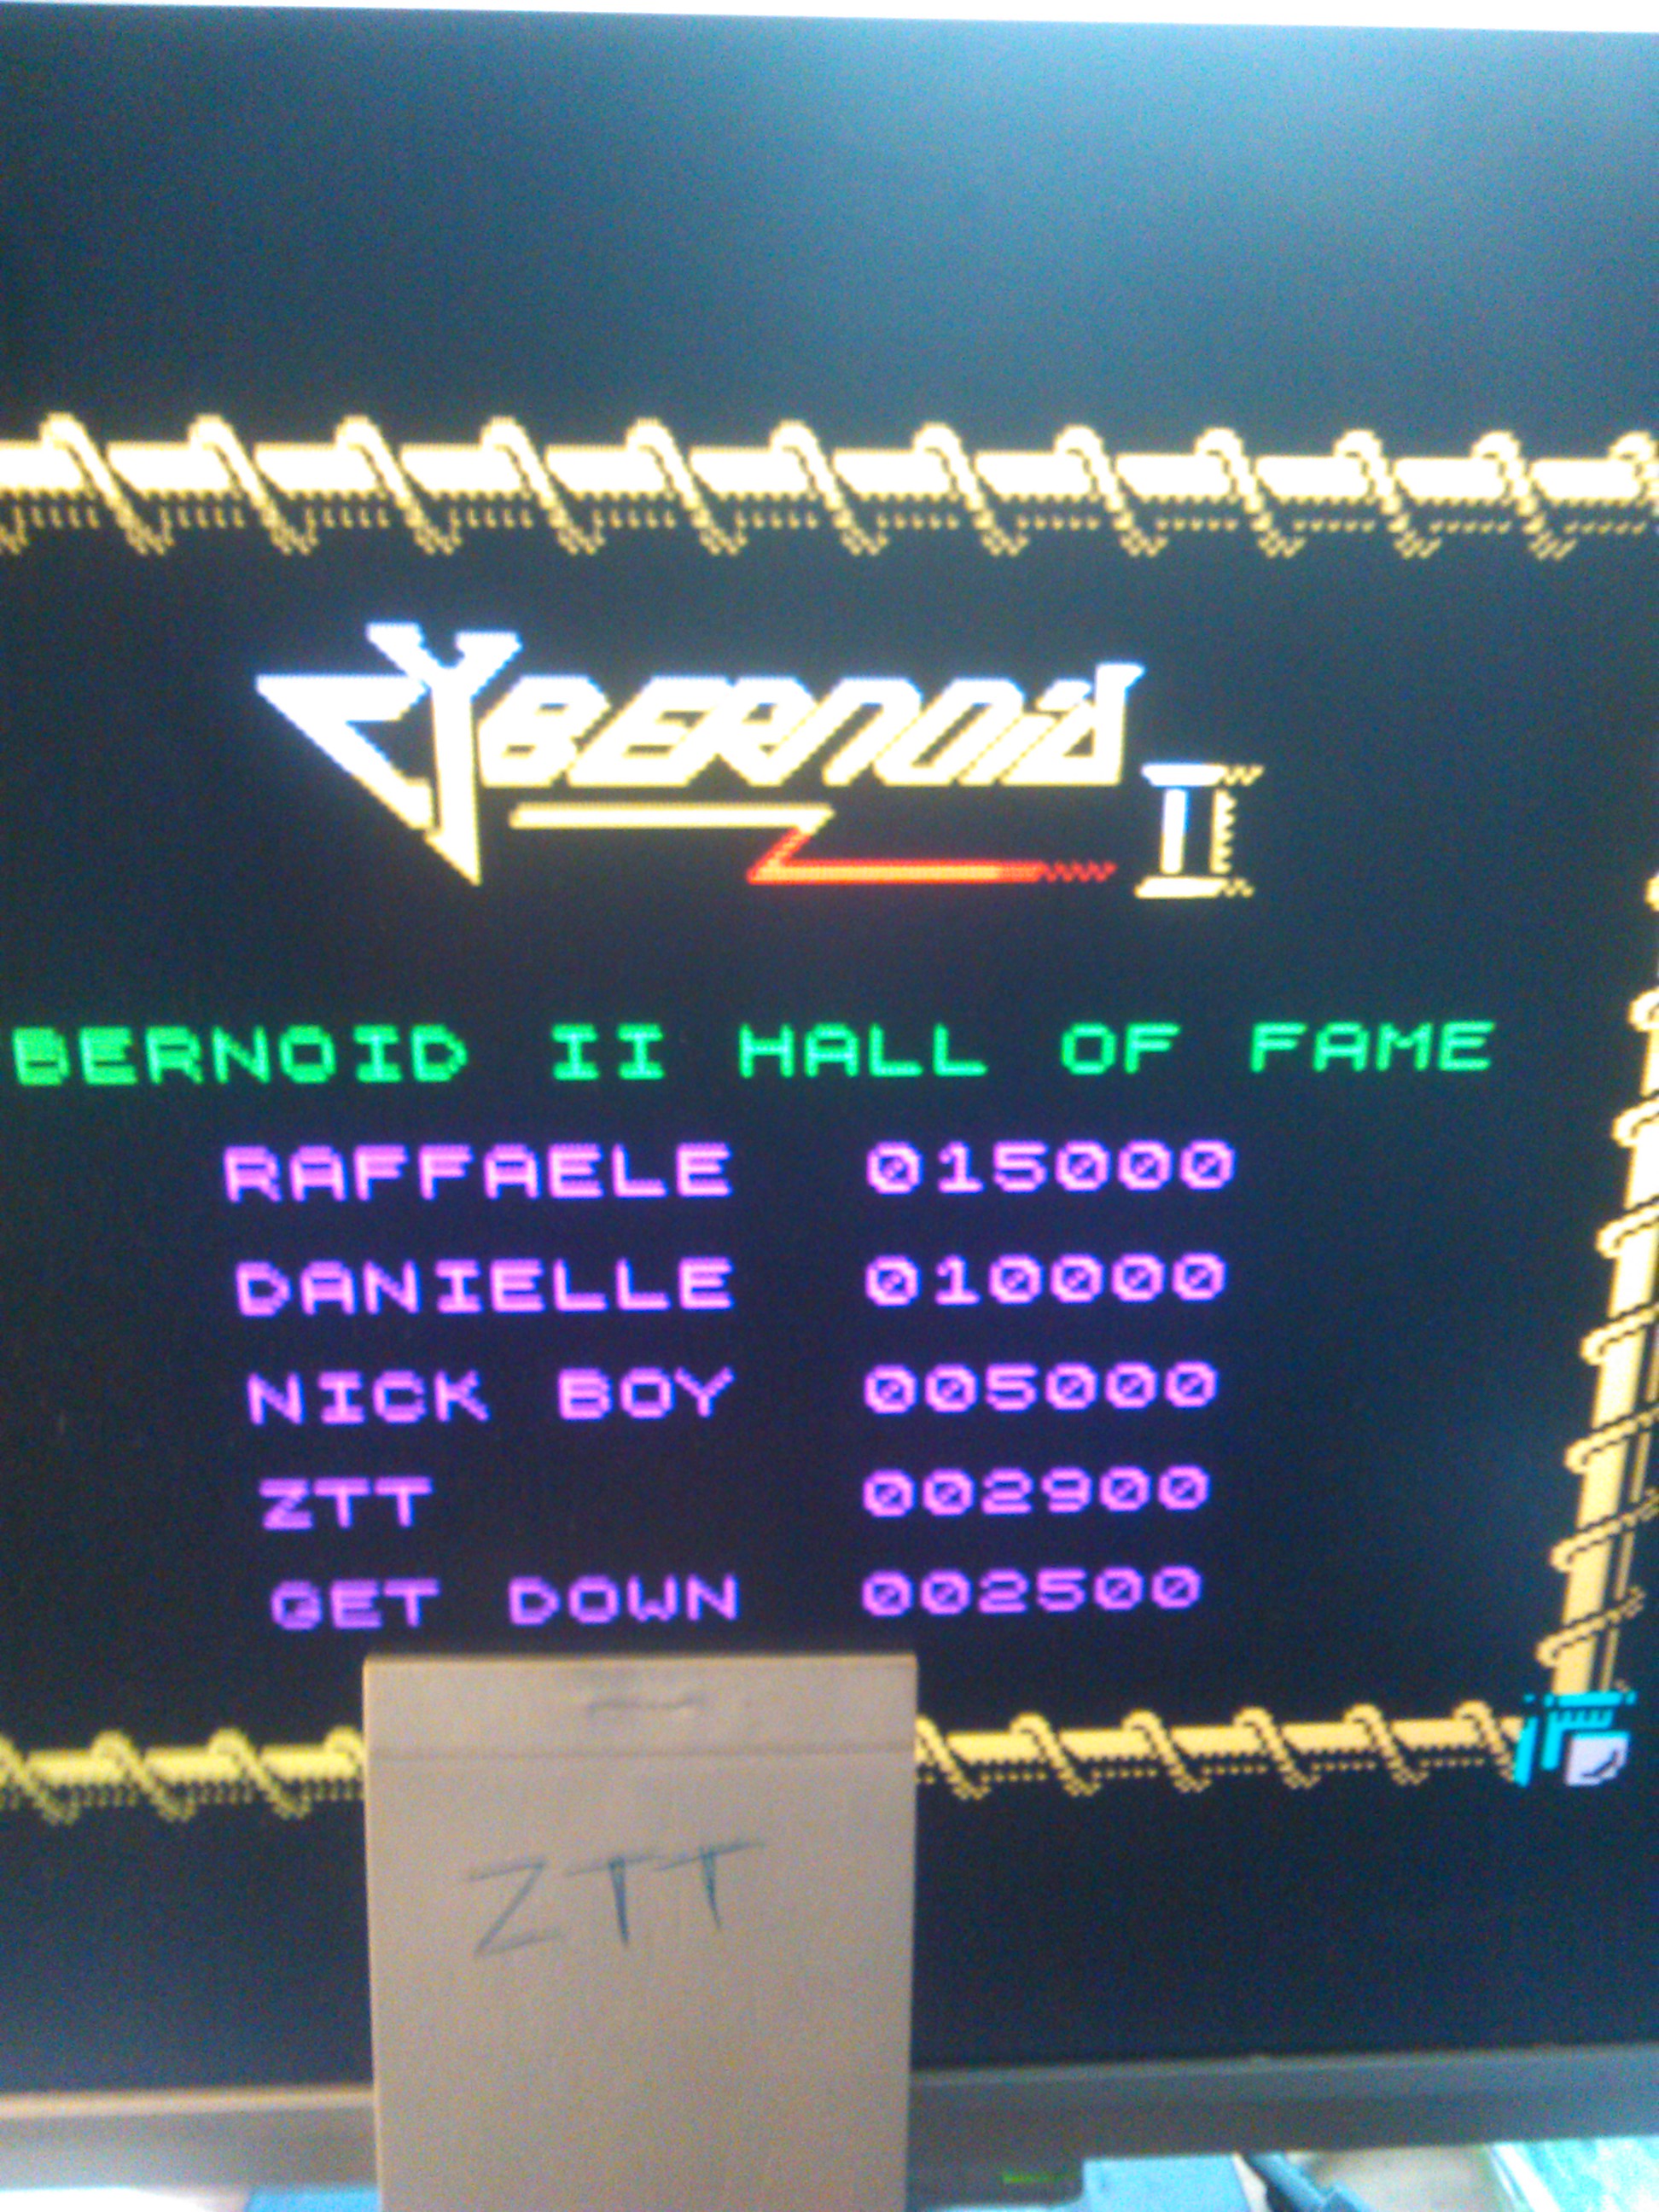 CYBERNOID II
BERNOID II HALL OF FAME
RAFFAELE 015000
DANIELLE 010000
NICK BOY 005000
ZTT 002900
GET DOWN 002500
ZTT